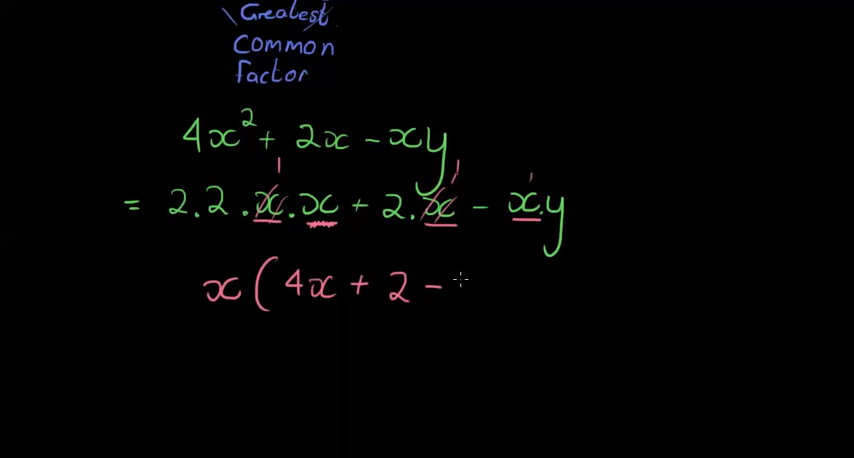 Greatest
Common
Factor
4x² + 2x - xy
= 2.2.x.x + 2.x - x.y
x(4x + 2 -